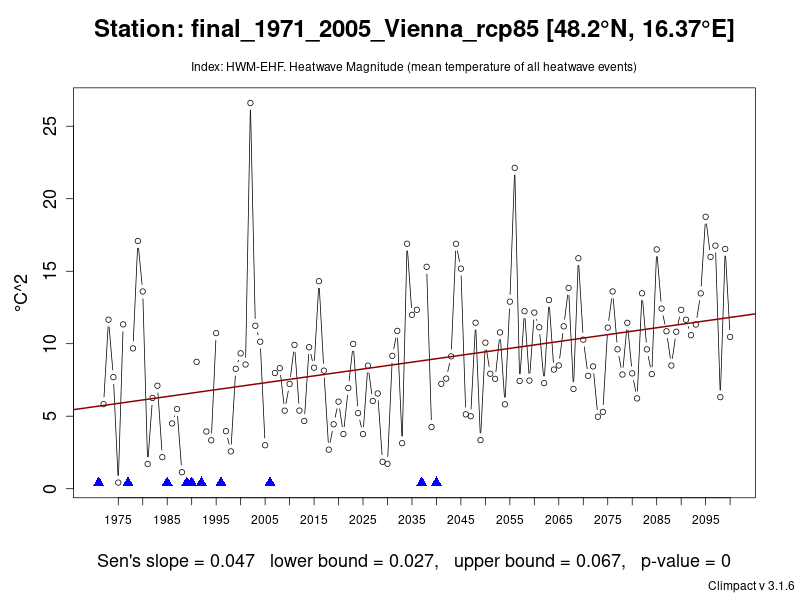 Station: final_1971_2005_Vienna_rcp85 [48.2°N, 16.37°E]
Index: HWM-EHF. Heatwave Magnitude (mean temperature of all heatwave events)
°C^2
25
20
15
10
5
0
1975 1985 1995 2005 2015 2025 2035 2045 2055 2065 2075 2085 2095
Sen's slope = 0.047 lower bound = 0.027, upper bound = 0.067, p-value = 0
Climpact v 3.1.6